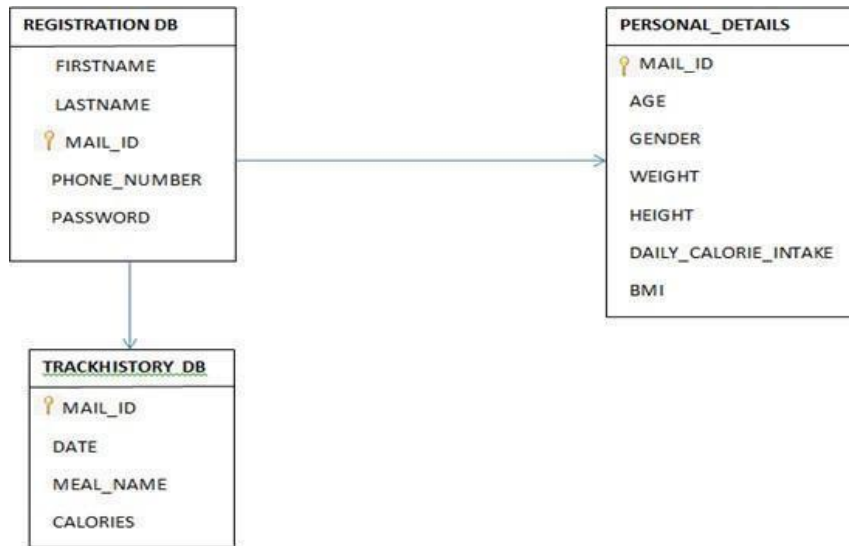 REGISTRATION DB
FIRSTNAME
LASTNAME
MAIL_ID
PHONE_NUMBER
PASSWORD
PERSONAL_DETAILS
MAIL_ID
AGE
GENDER
WEIGHT
HEIGHT
DAILY_CALORIE_INTAKE
BMI
TRACKHISTORY_DB
MAIL_ID
DATE
MEAL_NAME
CALORIES